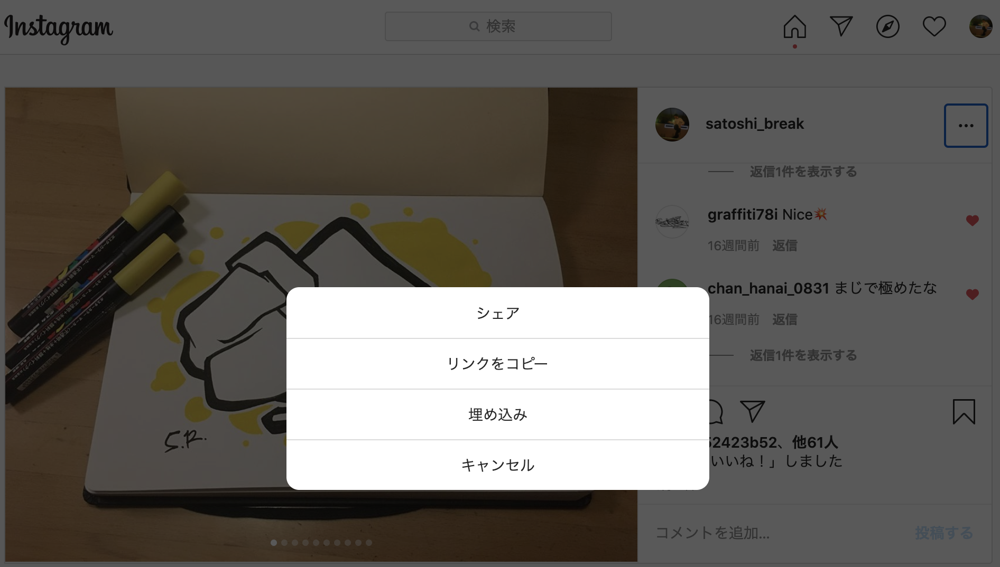 Instagram
検索
satoshi_break
返信1件を表示する
graffiti78i Nice💥
16週間前 返信
chan_hanai_0831 まじで極めたな
16週間前 返信
返信1件を表示する
シェア
リンクをコピー
埋め込み
キャンセル
S.R.
52423b52、他61人
いいね！」しました
コメントを追加...
投稿する